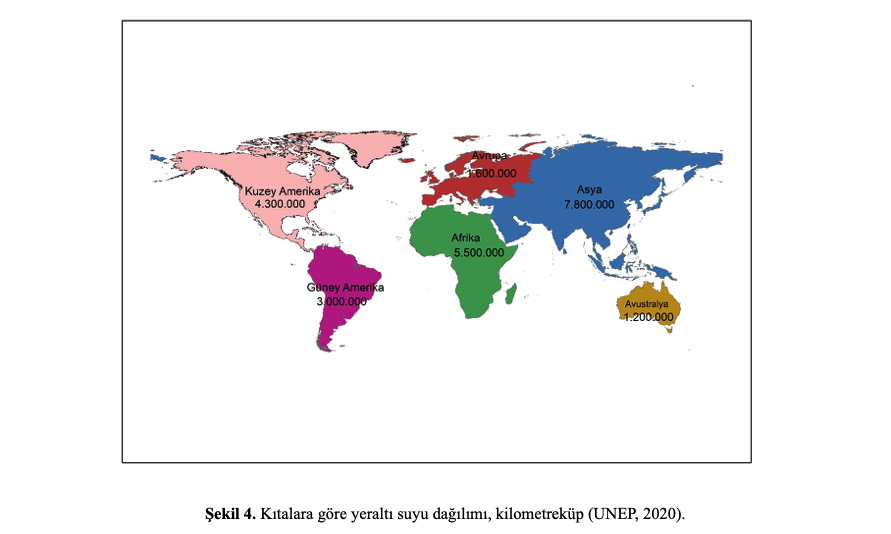 Avrupa
1.600.000
Kuzey Amerika
4.300.000
Asya
7.800.000
Afrika
5.500.000
Güney Amerika
3.000.000
Avustralya
1.200.000
Şekil 4. Kıtalara göre yeraltı suyu dağılımı, kilometreküp (UNEP, 2020).